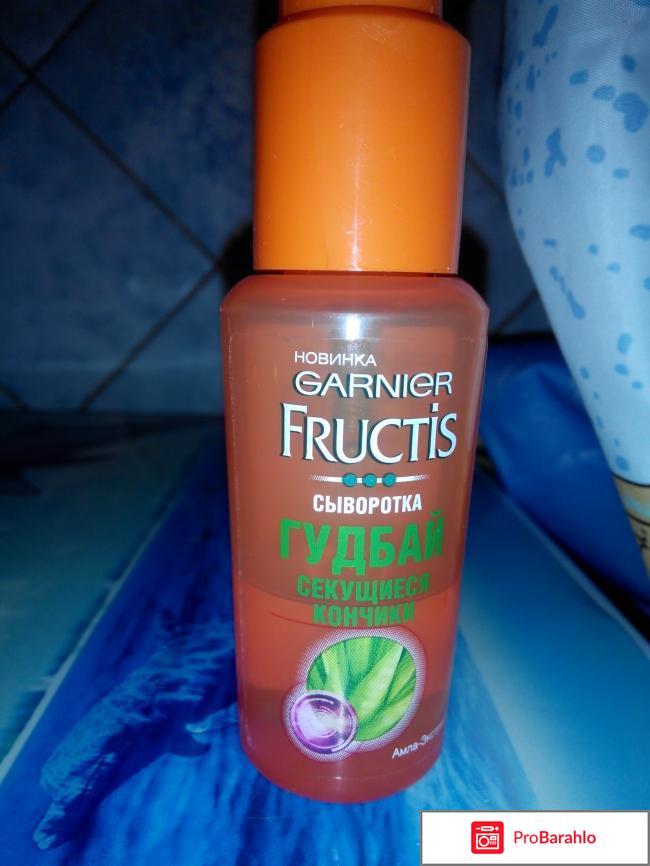 НОВИНКА
GARNIER
FRUCTIS
СЫВОРОТКА
ГУДБАЙ
СЕКУЩИЕСЯ
КОНЧИКИ
ProBarahlo